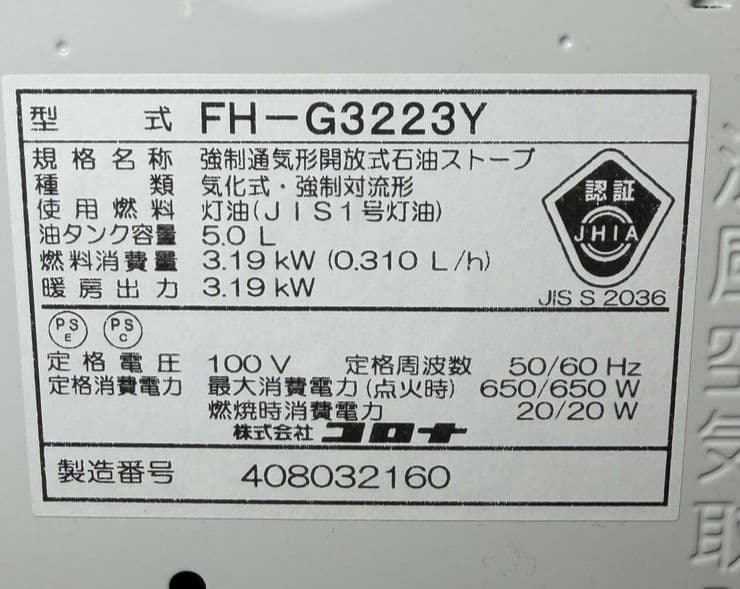 型式 FH-G3223Y
規格名称 強制通気形開放式石油ストーブ
種類 気化式・強制対流形
使用燃料 灯油(JIS1号灯油)
油タンク容量 5.0 L
燃料消費量 3.19 kW (0.310 L/h)
暖房出力 3.19 kW
認証
JHIA
JIS S 2036
PS E PS C
定格電圧 100 V 定格周波数 50/60 Hz
定格消費電力 最大消費電力(点火時) 650/650 W
燃焼時消費電力 20/20 W
株式会社 コロナ
製造番号 408032160
温風空気取